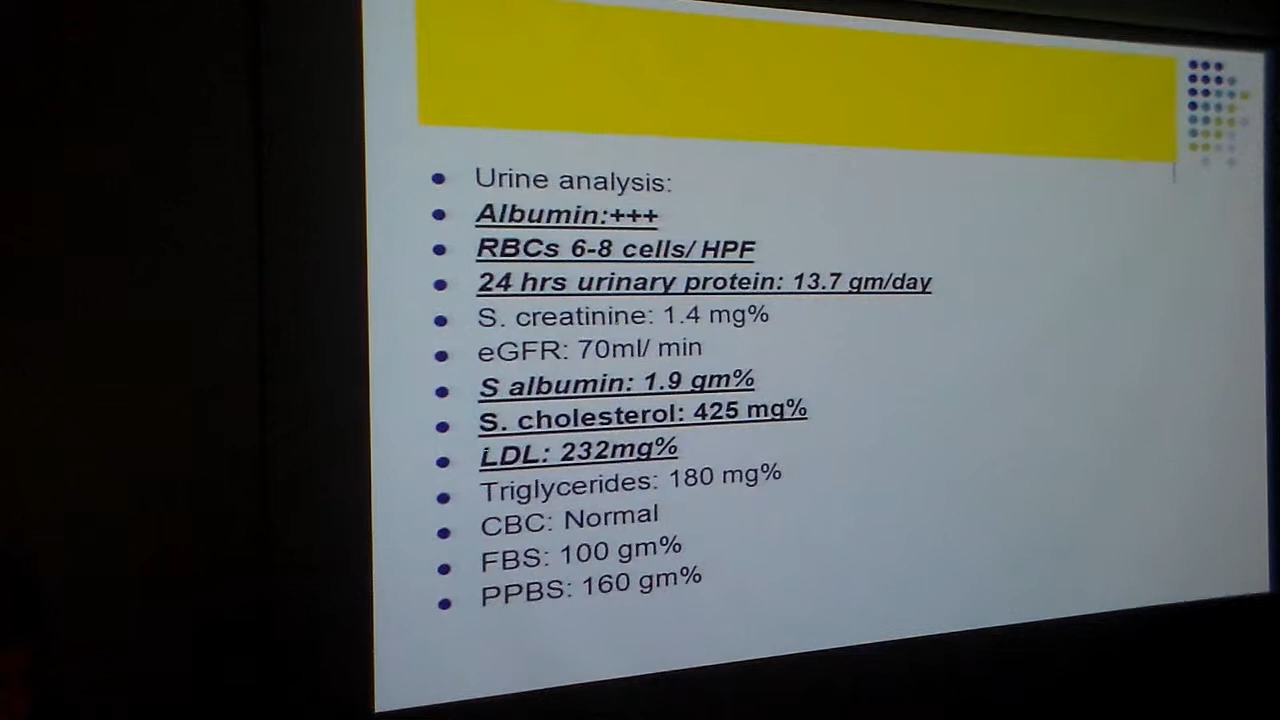 Urine analysis:
Albumin:+++
RBCs 6-8 cells/ HPF
24 hrs urinary protein: 13.7 gm/day
S. creatinine: 1.4 mg%
eGFR: 70ml/ min
S albumin: 1.9 gm%
S. cholesterol: 425 mg%
LDL: 232mg%
Triglycerides: 180 mg%
CBC: Normal
FBS: 100 gm%
PPBS: 160 gm%